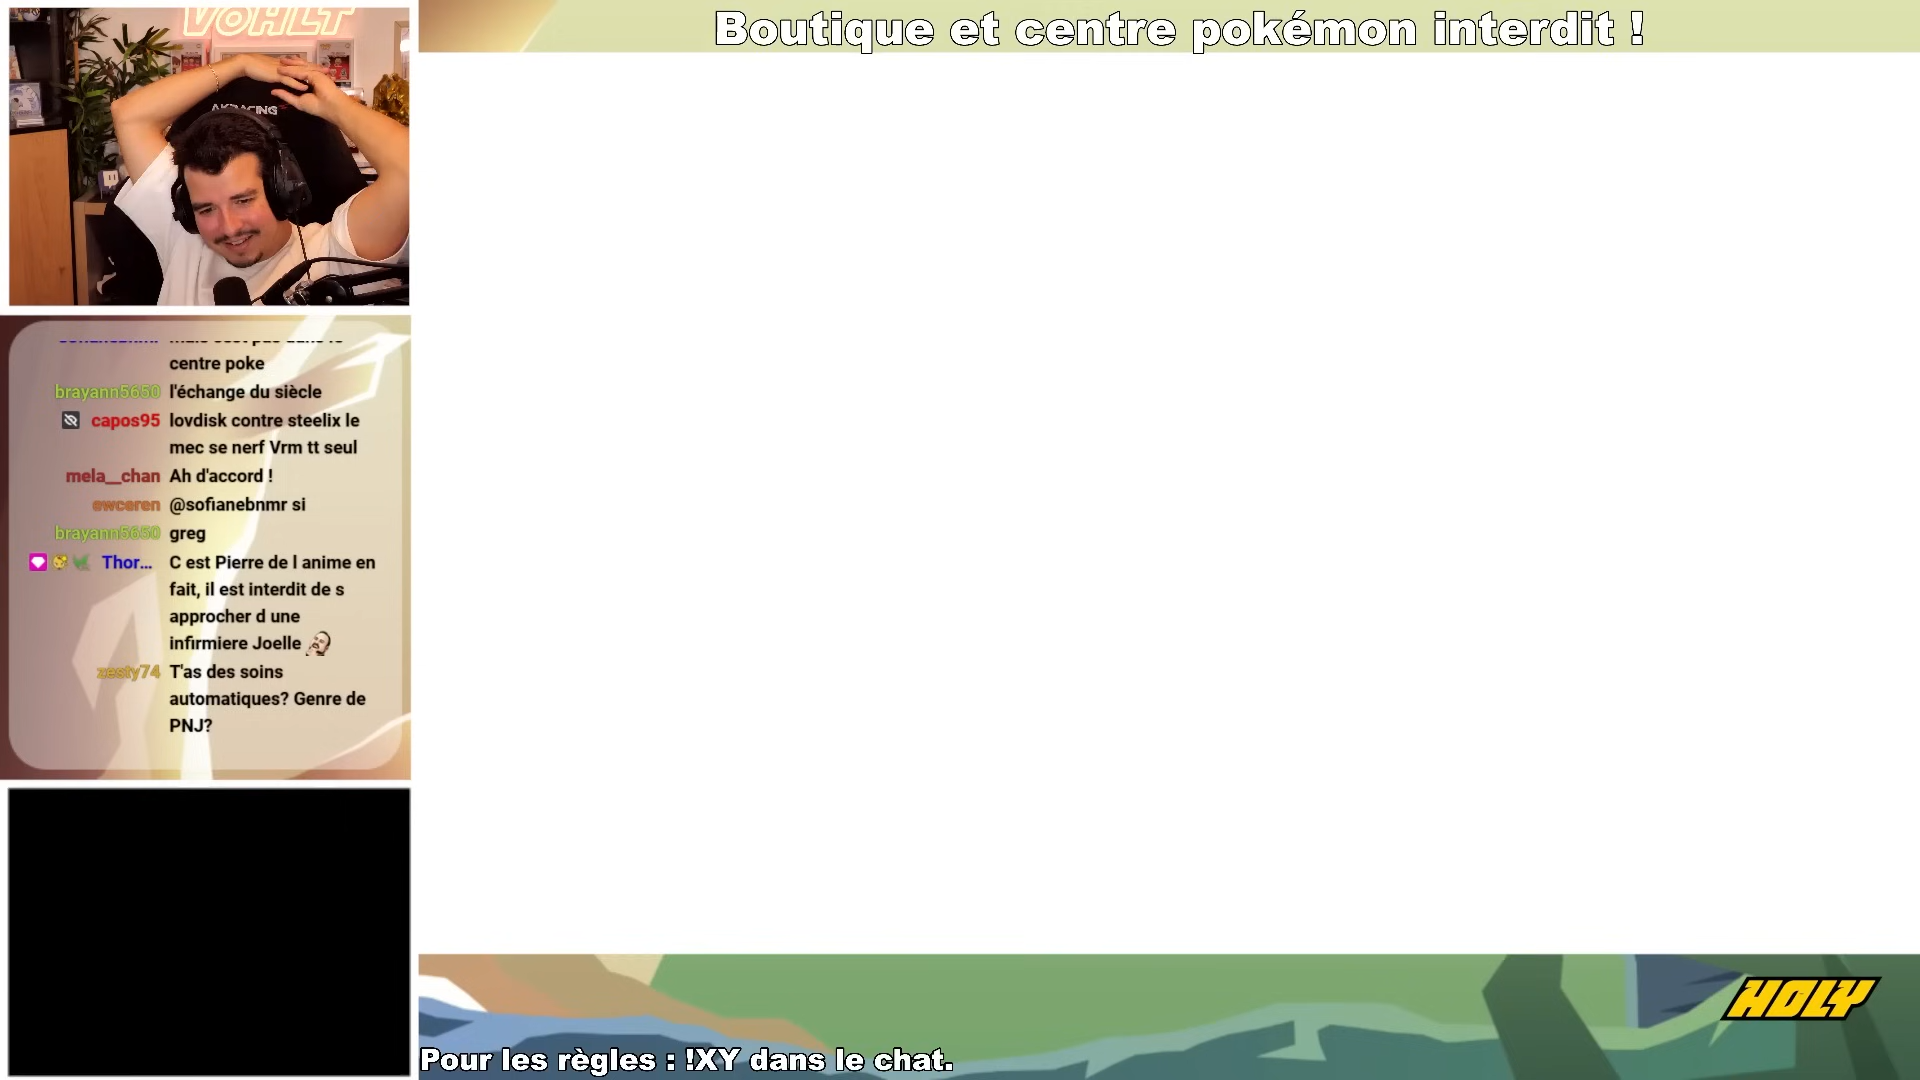 VOHLT
Boutique et centre pokémon interdit !
AKRACING
centre poke
brayann5650 l'échange du siècle
capos95 lovdisk contre steelix le
mec se nerf Vrm tt seul
mela__chan Ah d'accord !
ewceren @sofianebnmr si
brayann5650 greg
Thor... C est Pierre de l anime en
fait, il est interdit de s
approcher d une
infirmiere Joelle
zesty74 T'as des soins
automatiques? Genre de
PNJ?
HOLY
Pour les règles : !XY dans le chat.